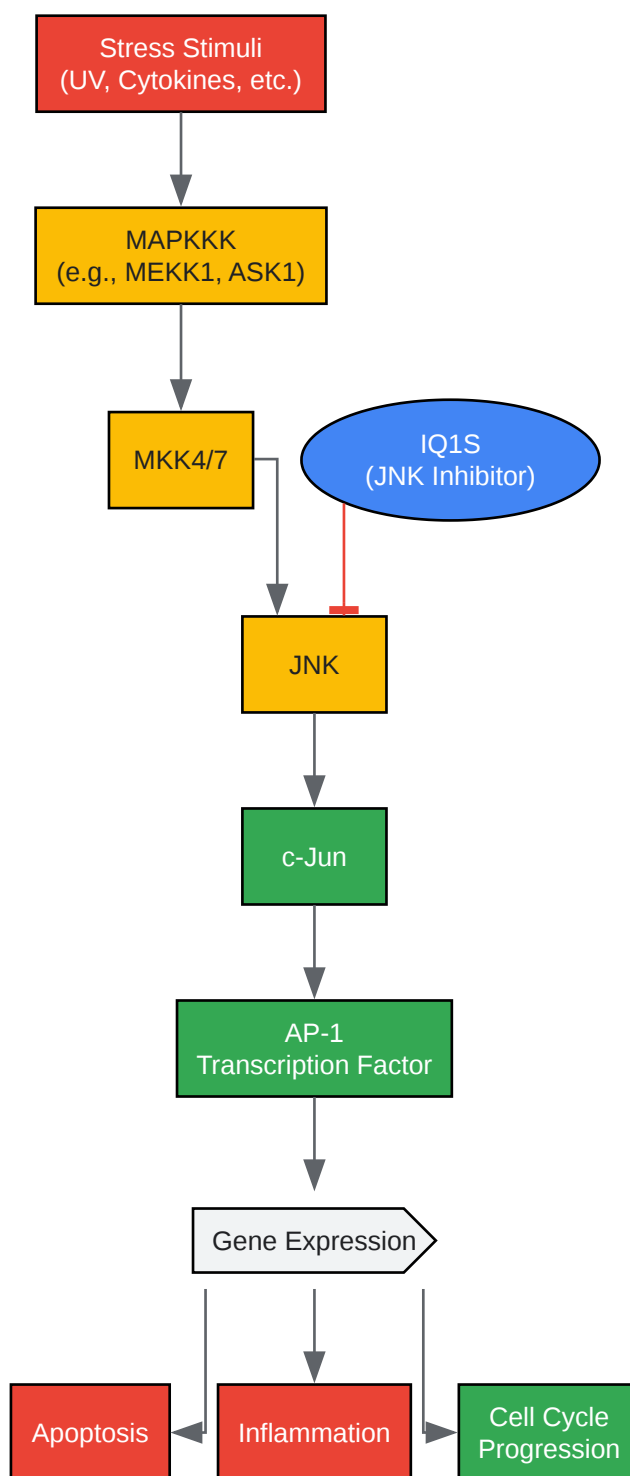 Stress Stimuli
(UV, Cytokines, etc.)
MAPKKK
(e.g., MEKK1, ASK1)
MKK4/7
IQ1S
(JNK Inhibitor)
JNK
c-Jun
AP-1
Transcription Factor
Gene Expression
Apoptosis
Inflammation
Cell Cycle
Progression